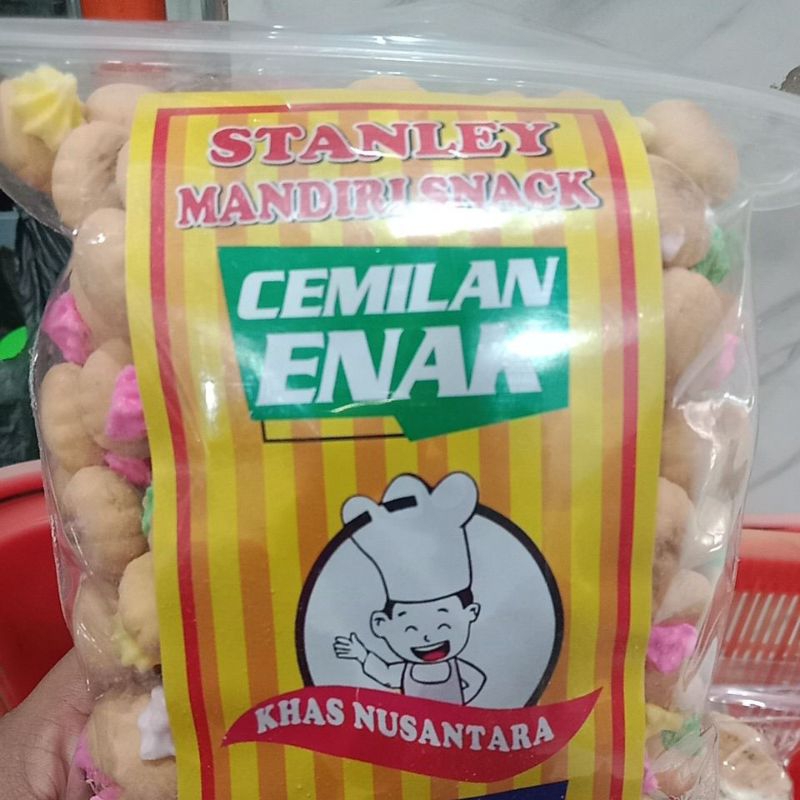 STANLEY
MANDIRI SNACK
CEMILAN
ENAK
KHAS NUSANTARA